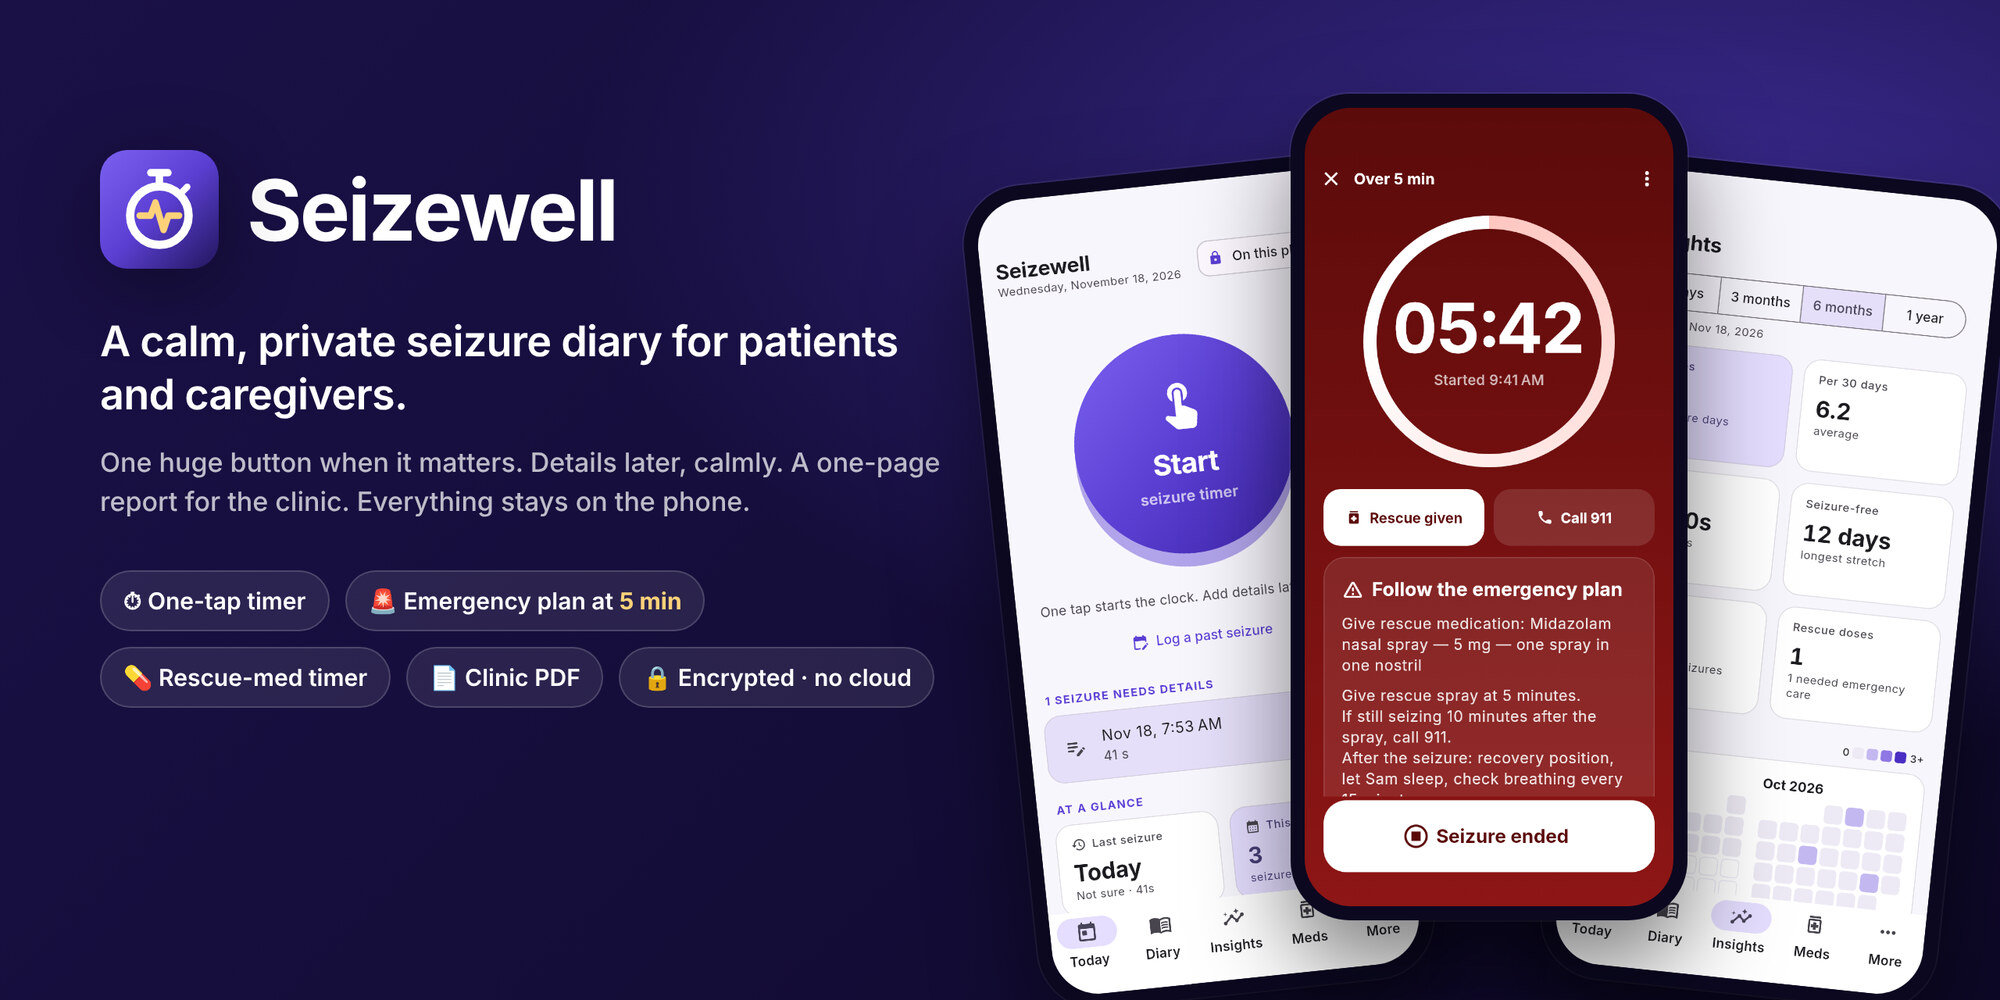 Seizewell
A calm, private seizure diary for patients
and caregivers.
One huge button when it matters. Details later, calmly. A one-page
report for the clinic. Everything stays on the phone.
One-tap timer
Emergency plan at 5 min
Rescue-med timer
Clinic PDF
Encrypted · no cloud
Seizewell
Wednesday, November 18, 2026
On this
Start
seizure timer
One tap starts the clock. Add details
Log a past seizure
1 SEIZURE NEEDS DETAILS
Nov 18, 7:53 AM
41 s
AT A GLANCE
Last seizure
Today
Not sure · 41s
This
3
Today
Diary
Insights
Meds
More
Over 5 min
05:42
Started 9:41 AM
Rescue given
Call 911
Follow the emergency plan
Give rescue medication: Midazolam
nasal spray — 5 mg — one spray in
one nostril
Give rescue spray at 5 minutes.
If still seizing 10 minutes after the
spray, call 911.
After the seizure: recovery position,
let Sam sleep, check breathing every
Seizure ended
3 months
6 months
1 year
Nov 18, 2026
days
Per 30 days
6.2
average
Seizure-free
12 days
longest stretch
Rescue doses
1
1 needed emergency
care
0
3+
Oct 2026
Today
Diary
Insights
Meds
More